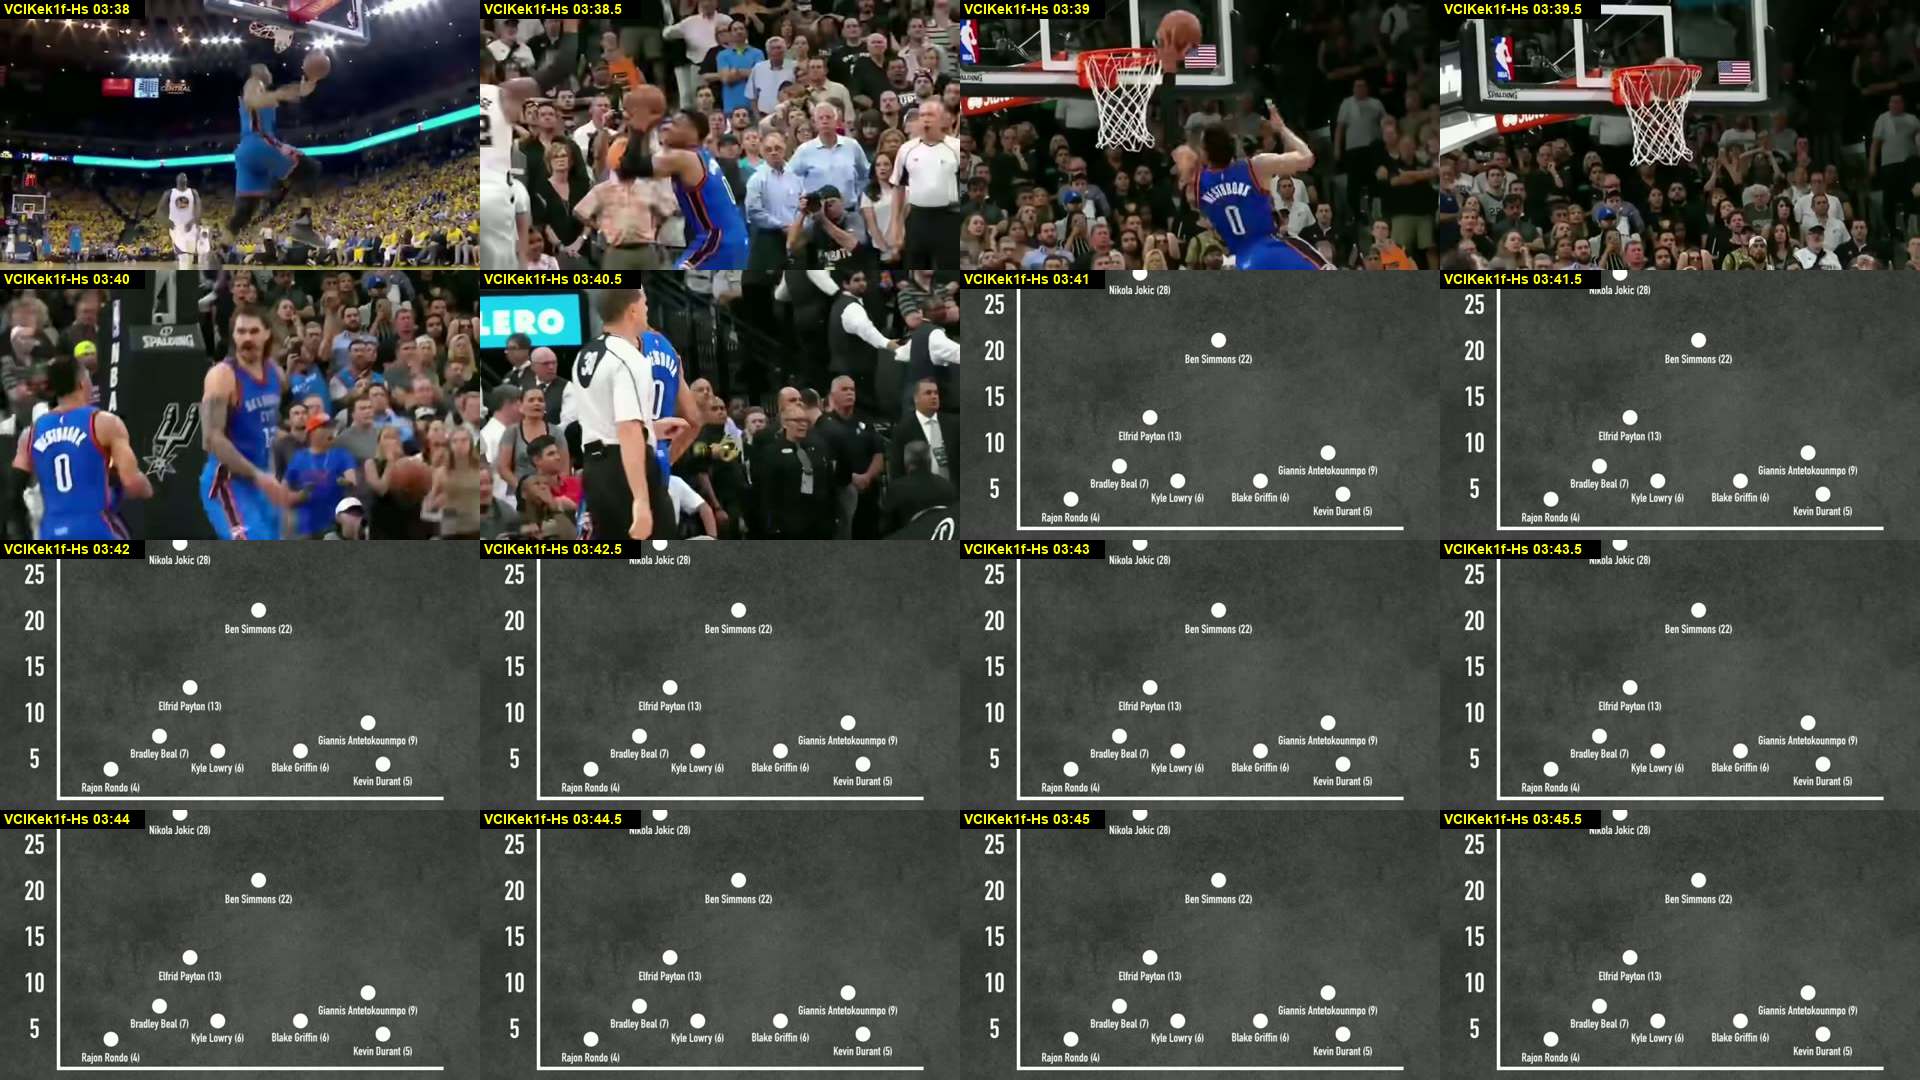 VCIKek1f-Hs 03:38
VCIKek1f-Hs 03:38.5
VCIKek1f-Hs 03:39
VCIKek1f-Hs 03:39.5
CENTRAL
NBA
SPALDING
WESTBROOK
0
NBA
SPALDING
VCIKek1f-Hs 03:40
VCIKek1f-Hs 03:40.5
VCIKek1f-Hs 03:41
VCIKek1f-Hs 03:41.5
WESTBROOK
0
NBA
SPALDING
LERO
30
0
25
20
15
10
5
Nikola Jokic (28)
Ben Simmons (22)
Elfrid Payton (13)
Giannis Antetokounmpo (9)
Bradley Beal (7)
Kyle Lowry (6)
Blake Griffin (6)
Kevin Durant (5)
Rajon Rondo (4)
25
20
15
10
5
Nikola Jokic (28)
Ben Simmons (22)
Elfrid Payton (13)
Giannis Antetokounmpo (9)
Bradley Beal (7)
Kyle Lowry (6)
Blake Griffin (6)
Kevin Durant (5)
Rajon Rondo (4)
VCIKek1f-Hs 03:42
VCIKek1f-Hs 03:42.5
VCIKek1f-Hs 03:43
VCIKek1f-Hs 03:43.5
25
20
15
10
5
Nikola Jokic (28)
Ben Simmons (22)
Elfrid Payton (13)
Giannis Antetokounmpo (9)
Bradley Beal (7)
Kyle Lowry (6)
Blake Griffin (6)
Kevin Durant (5)
Rajon Rondo (4)
25
20
15
10
5
Nikola Jokic (28)
Ben Simmons (22)
Elfrid Payton (13)
Giannis Antetokounmpo (9)
Bradley Beal (7)
Kyle Lowry (6)
Blake Griffin (6)
Kevin Durant (5)
Rajon Rondo (4)
25
20
15
10
5
Nikola Jokic (28)
Ben Simmons (22)
Elfrid Payton (13)
Giannis Antetokounmpo (9)
Bradley Beal (7)
Kyle Lowry (6)
Blake Griffin (6)
Kevin Durant (5)
Rajon Rondo (4)
25
20
15
10
5
Nikola Jokic (28)
Ben Simmons (22)
Elfrid Payton (13)
Giannis Antetokounmpo (9)
Bradley Beal (7)
Kyle Lowry (6)
Blake Griffin (6)
Kevin Durant (5)
Rajon Rondo (4)
VCIKek1f-Hs 03:44
VCIKek1f-Hs 03:44.5
VCIKek1f-Hs 03:45
VCIKek1f-Hs 03:45.5
25
20
15
10
5
Nikola Jokic (28)
Ben Simmons (22)
Elfrid Payton (13)
Giannis Antetokounmpo (9)
Bradley Beal (7)
Kyle Lowry (6)
Blake Griffin (6)
Kevin Durant (5)
Rajon Rondo (4)
25
20
15
10
5
Nikola Jokic (28)
Ben Simmons (22)
Elfrid Payton (13)
Giannis Antetokounmpo (9)
Bradley Beal (7)
Kyle Lowry (6)
Blake Griffin (6)
Kevin Durant (5)
Rajon Rondo (4)
25
20
15
10
5
Nikola Jokic (28)
Ben Simmons (22)
Elfrid Payton (13)
Giannis Antetokounmpo (9)
Bradley Beal (7)
Kyle Lowry (6)
Blake Griffin (6)
Kevin Durant (5)
Rajon Rondo (4)
25
20
15
10
5
Nikola Jokic (28)
Ben Simmons (22)
Elfrid Payton (13)
Giannis Antetokounmpo (9)
Bradley Beal (7)
Kyle Lowry (6)
Blake Griffin (6)
Kevin Durant (5)
Rajon Rondo (4)